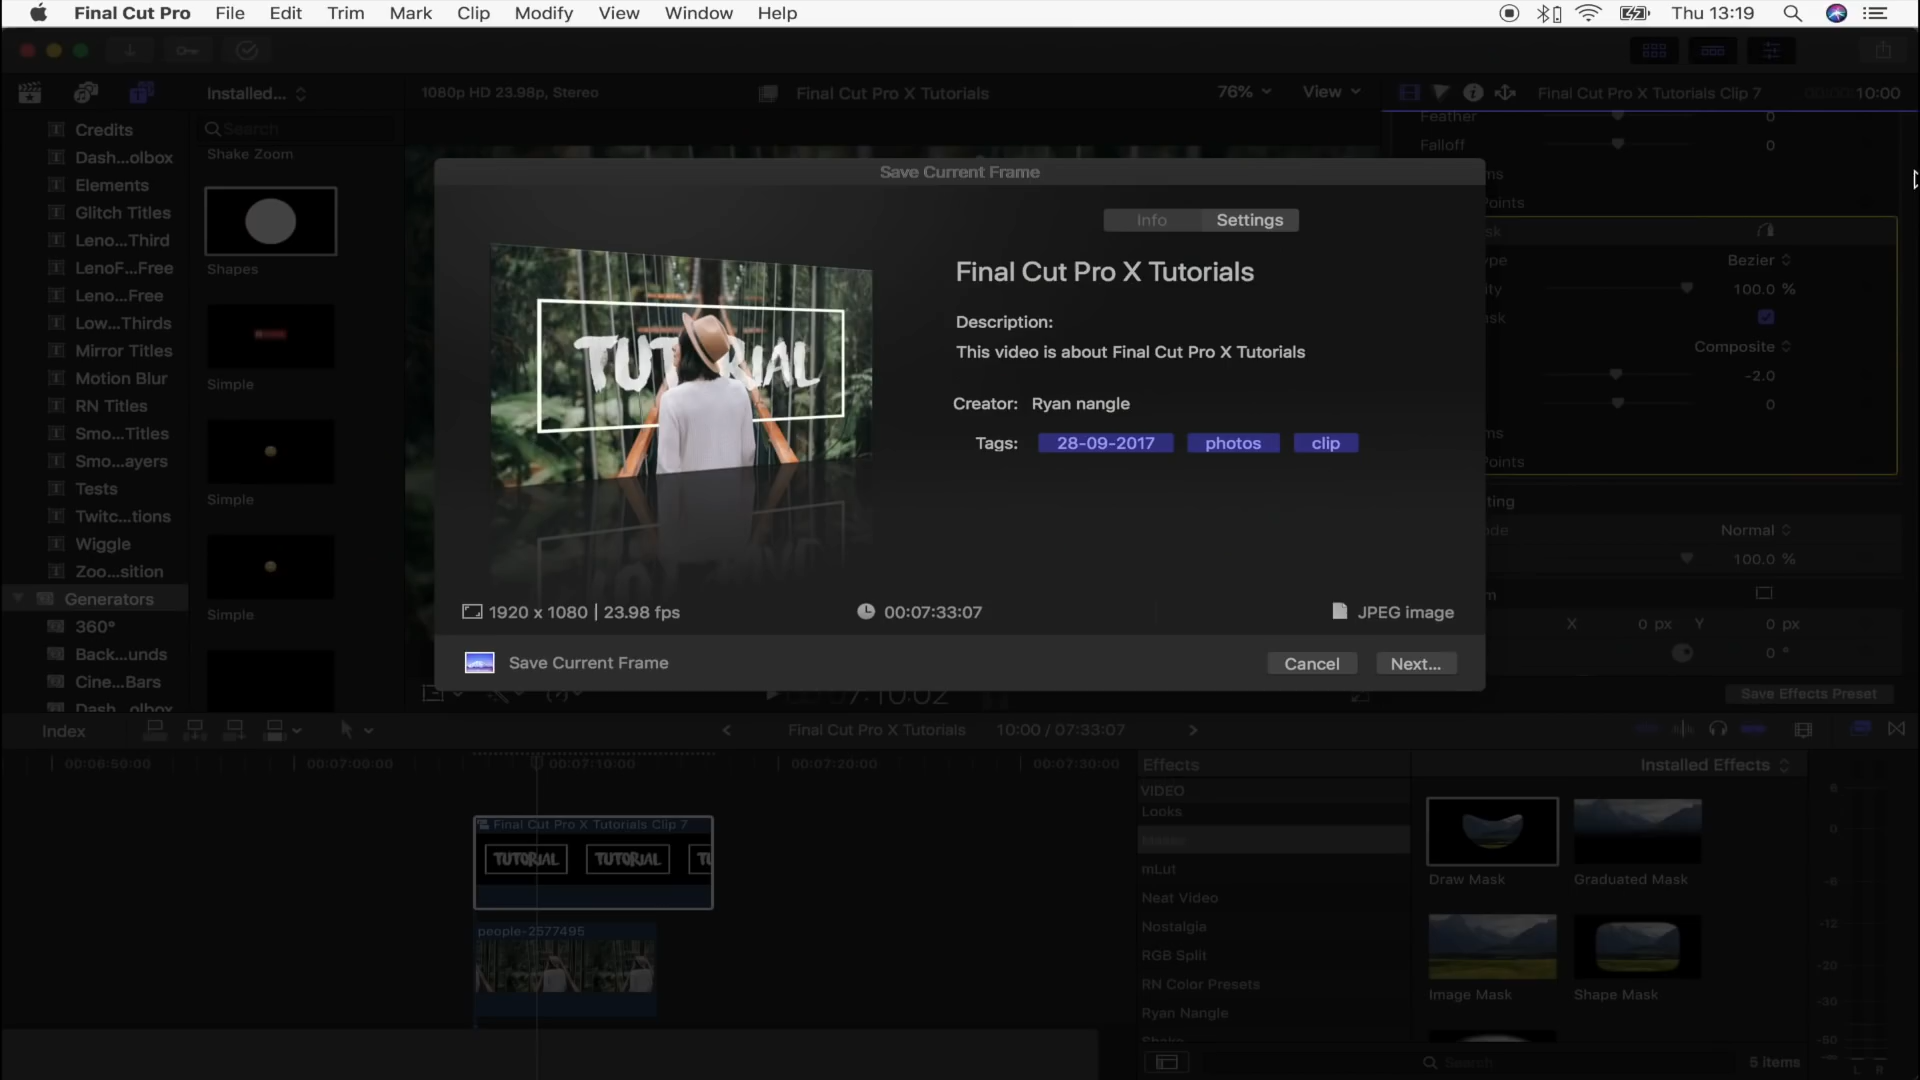 Final Cut Pro File Edit Trim Mark Clip Modify View Window Help Thu 13:19
Installed... 1080p HD 23.98p, Stereo Final Cut Pro X Tutorials 76% View Final Cut Pro X Tutorials Clip 7 10:00
Credits
Dash...olbox
Elements
Glitch Titles
Leno...Third
LenoF...Free
Leno...Free
Low...Thirds
Mirror Titles
Motion Blur
RN Titles
Smo...Titles
Smo...ayers
Tests
Twitc...tions
Wiggle
Zoo...sition
Generators
360°
Back...unds
Cine...Bars
Dash...olbox
Search
Shake Zoom
Shapes
Simple
Simple
Simple
Save Current Frame
Info Settings
Final Cut Pro X Tutorials
Description:
This video is about Final Cut Pro X Tutorials
Creator: Ryan nangle
Tags: 28-09-2017 photos clip
TUTORIAL
1920 x 1080 | 23.98 fps 00:07:33:07 JPEG image
Save Current Frame Cancel Next...
Feather 0
Falloff 0
Points
Bezier
100.0 %
Composite
-2.0
0
Points
Normal
100.0 %
X 0 px Y 0 px
0 °
Save Effects Preset
7:10:02
Index Final Cut Pro X Tutorials 10:00 / 07:33:07
00:06:50:00 00:07:00:00 00:07:10:00 00:07:20:00 00:07:30:00
Final Cut Pro X Tutorials Clip 7
TUTORIAL TUTORIAL TU
people-2577495
Effects Installed Effects
VIDEO
Looks
mLut
Neat Video
Nostalgia
RGB Split
RN Color Presets
Ryan Nangle
Shake
Draw Mask Graduated Mask
Image Mask Shape Mask
Search 5 items
6
0
-6
-12
-20
-30
-60
L R